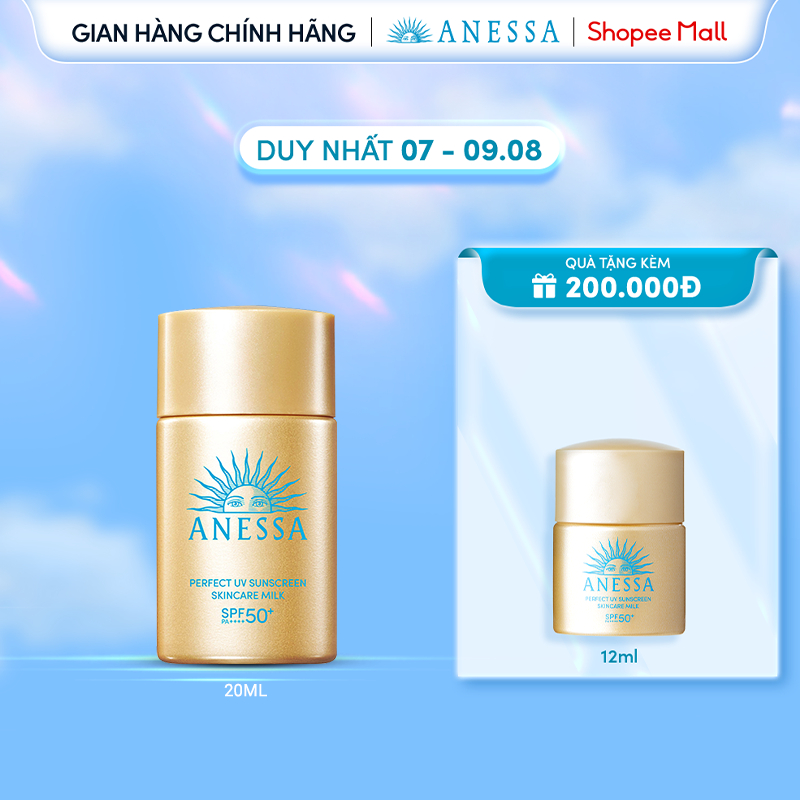 GIAN HÀNG CHÍNH HÃNG | ANESSA | Shopee Mall
DUY NHẤT 07 - 09.08
QUÀ TẶNG KÈM
200.000Đ
ANESSA
PERFECT UV SUNSCREEN
SKINCARE MILK
SPF50+
PA++++
20ML
ANESSA
PERFECT UV SUNSCREEN
SKINCARE MILK
SPF50+
12ml